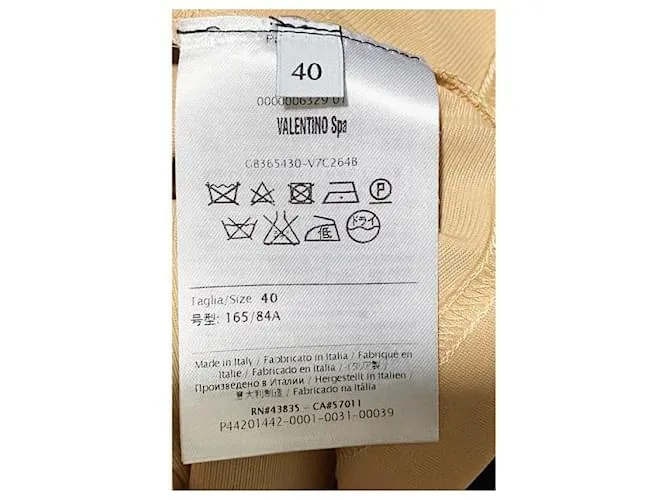 40
0000006329 01
VALENTINO Spa
GB365430-V7C264B
P
低 ドライ
Taglia/Size 40
号型: 165/84A
Made in Italy / Fabbricato in Italia / Fabriqué en
Italie / Fabricado en Italia / イタリア製 /
Произведено в Италии / Hergestellt in Italien /
意大利制造 / Fabricado na Itália
RN#43835 - CA#57011
P44201442-0001-0031-00039